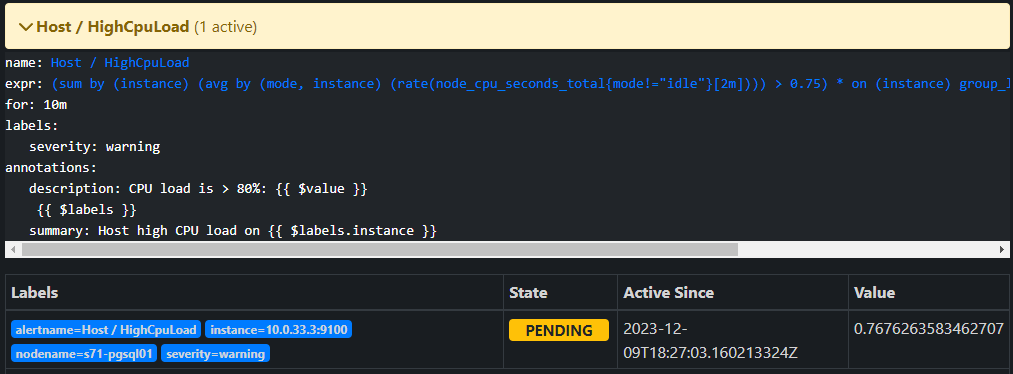 Host / HighCpuLoad (1 active)
name: Host / HighCpuLoad
expr: (sum by (instance) (avg by (mode, instance) (rate(node_cpu_seconds_total{mode!="idle"}[2m]))) > 0.75) * on (instance) group_l
for: 10m
labels:
severity: warning
annotations:
description: CPU load is > 80%: {{ $value }}
{{ $labels }}
summary: Host high CPU load on {{ $labels.instance }}
Labels State Active Since Value
alertname=Host / HighCpuLoad instance=10.0.33.3:9100 PENDING 2023-12- 0.7676263583462707
nodename=s71-pgsql01 severity=warning 09T18:27:03.160213324Z